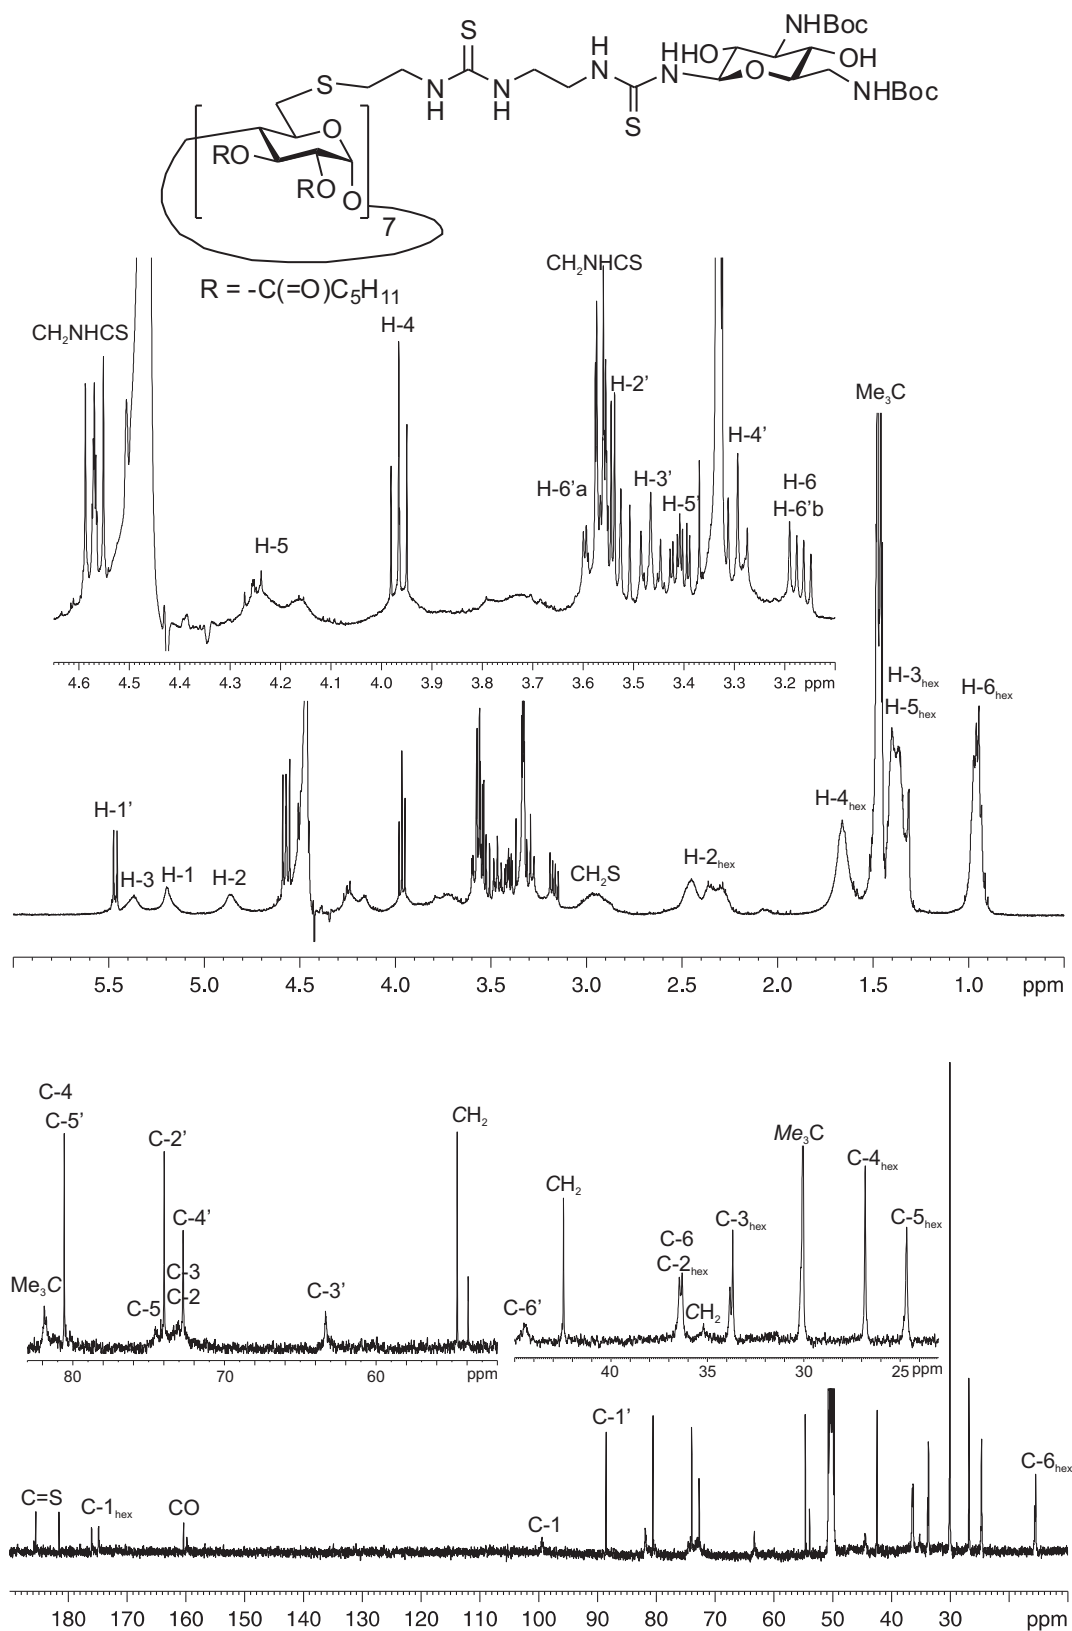 NHBoc
S
H
H
HO
OH
N
N
O
S
N
H
N
H
NHBoc
O
S
RO
RO
O
7
R = -C(=O)C₅H₁₁
CH₂NHCS
CH₂NHCS
H-4
H-2'
Me₃C
H-4'
H-6'a
H-3'
H-6
H-5'
H-6'b
H-5
4.6 4.5 4.4 4.3 4.2 4.1 4.0 3.9 3.8 3.7 3.6 3.5 3.4 3.3 3.2 ppm
H-3hex
H-5hex
H-6hex
H-1'
H-4hex
H-3
H-1
H-2
CH₂S
H-2hex
5.5 5.0 4.5 4.0 3.5 3.0 2.5 2.0 1.5 1.0 ppm
C-4
C-5'
C-2'
CH₂
Me₃C
C-4hex
CH₂
C-4'
C-3hex
C-5hex
C-6
C-3
C-2hex
Me₃C
C-5
C-2
C-3'
C-6'
CH₂
80 70 60 ppm
40 35 30 25 ppm
C-1'
C-6hex
C=S
C-1hex
CO
C-1
180 170 160 150 140 130 120 110 100 90 80 70 60 50 40 30 ppm